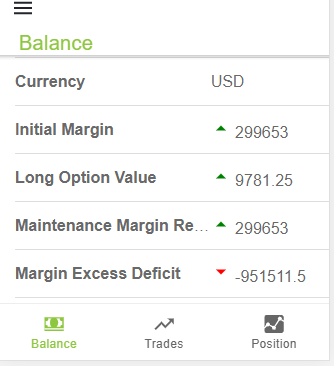 Balance
Currency USD
Initial Margin 299653
Long Option Value 9781.25
Maintenance Margin Re... 299653
Margin Excess Deficit -951511.5
Balance Trades Position